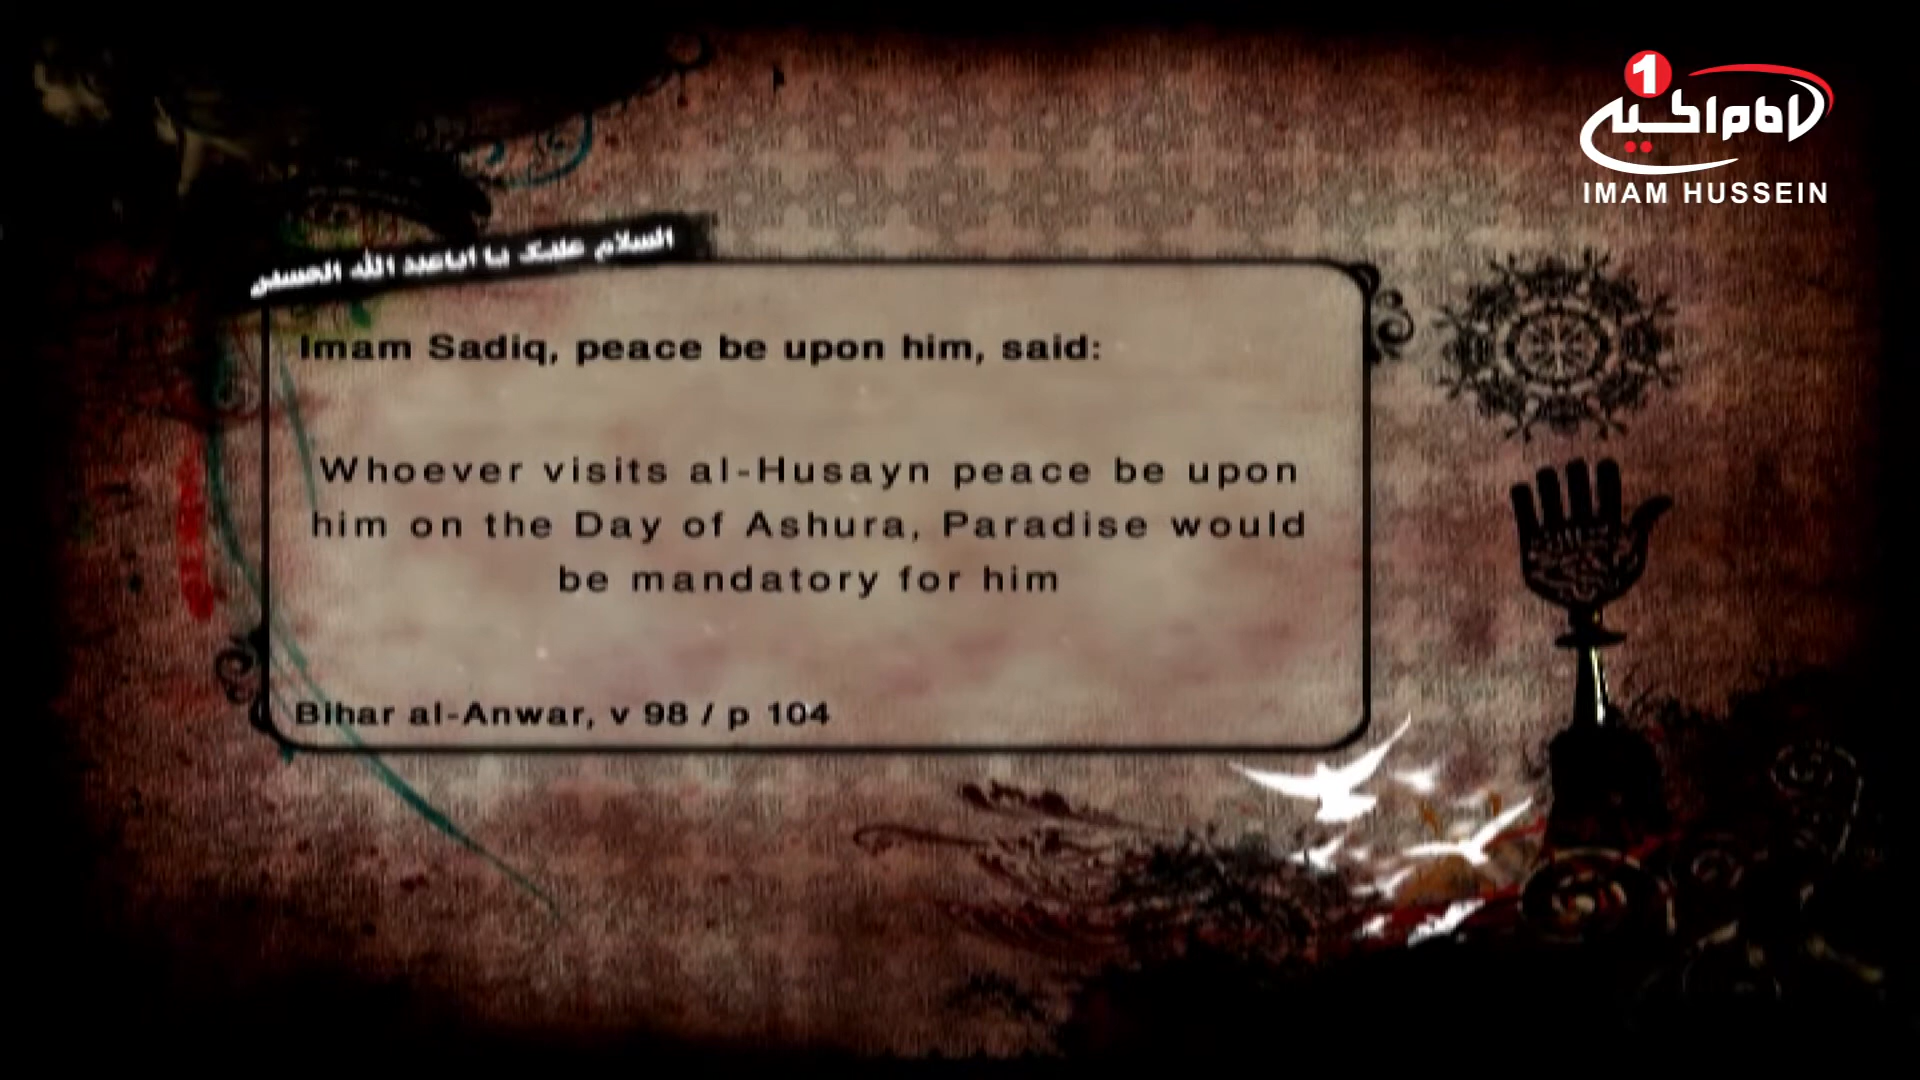 1
امام الحسين
IMAM HUSSEIN
السلام علیک یا اباعبد الله الحسین
Imam Sadiq, peace be upon him, said:
Whoever visits al-Husayn peace be upon
him on the Day of Ashura, Paradise would
be mandatory for him
Bihar al-Anwar, v 98 / p 104